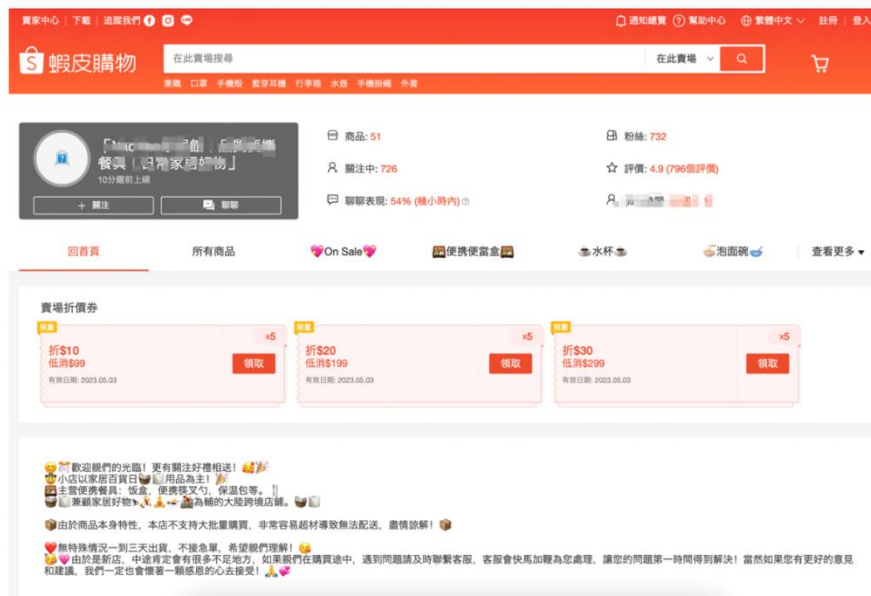 賣家中心 下載 追蹤我們 通知總覽 幫助中心 繁體中文 註冊 登入
蝦皮購物 在此賣場搜尋 在此賣場
兼職 口罩 手機殼 藍芽耳機 行李箱 水壺 手機掛繩 外套
餐具 日常家居好物」
10分鐘前上線
+ 關注 聊聊
商品: 51
粉絲: 732
關注中: 726
評價: 4.9 (796個評價)
聊聊表現: 54% (幾小時內)
回首頁 所有商品 💝On Sale💝 🍱便携便當盒🍱 ☕水杯☕ 🍜泡面碗🥣 查看更多
賣場折價券
限量 x5
折$10
低消$99
領取
有效日期: 2023.05.03
限量 x5
折$20
低消$199
領取
有效日期: 2023.05.03
限量 x5
折$30
低消$299
領取
有效日期: 2023.05.03
歡迎親們的光臨！更有關注好禮相送！
小店以家居百貨日用品為主！
主营便携餐具：饭盒，便携筷叉勺，保溫包等。
兼顧家居好物為輔的大陸跨境店鋪。
📦由於商品本身特性，本店不支持大批量購買，非常容易超材導致無法配送，盡情諒解！📦
無特殊情況一到三天出貨，不接急單，希望親們理解！
由於是新店，中途肯定會有很多不足地方，如果親們在購買途中，遇到問題請及時聯繫客服，客服會快馬加鞭為您處理，讓您的問題第一時間得到解決！當然如果您有更好的意見
和建議，我們一定也會懷著一顆感恩的心去接受！